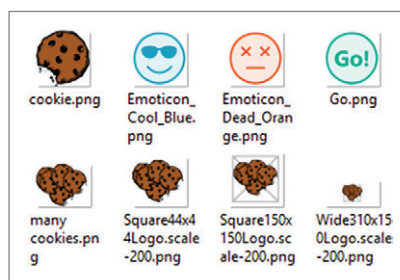 Go!
cookie.png
Emoticon_
Cool_Blue.
png
Emoticon_
Dead_Oran
ge.png
Go.png
many
cookies.pn
g
Square44x4
4Logo.scale
-200.png
Square150x
150Logo.sc
ale-200.png
Wide310x15
0Logo.scale
-200.png